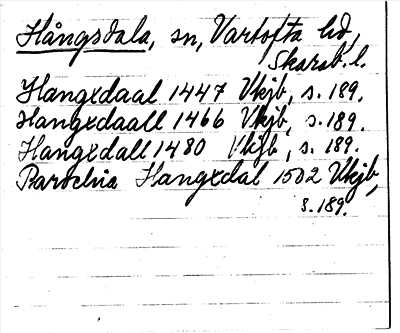 Hångsdala, sn, Vartofta hd,
Skarab. l.
Hangxdaal 1447 Vkjb, s. 189.
Hangxdaall 1466 Vkjb, s. 189.
Hangxdall 1480 Vkjb, s. 189.
Parochia Hangxdal 1502 Vkjb,
s. 189.